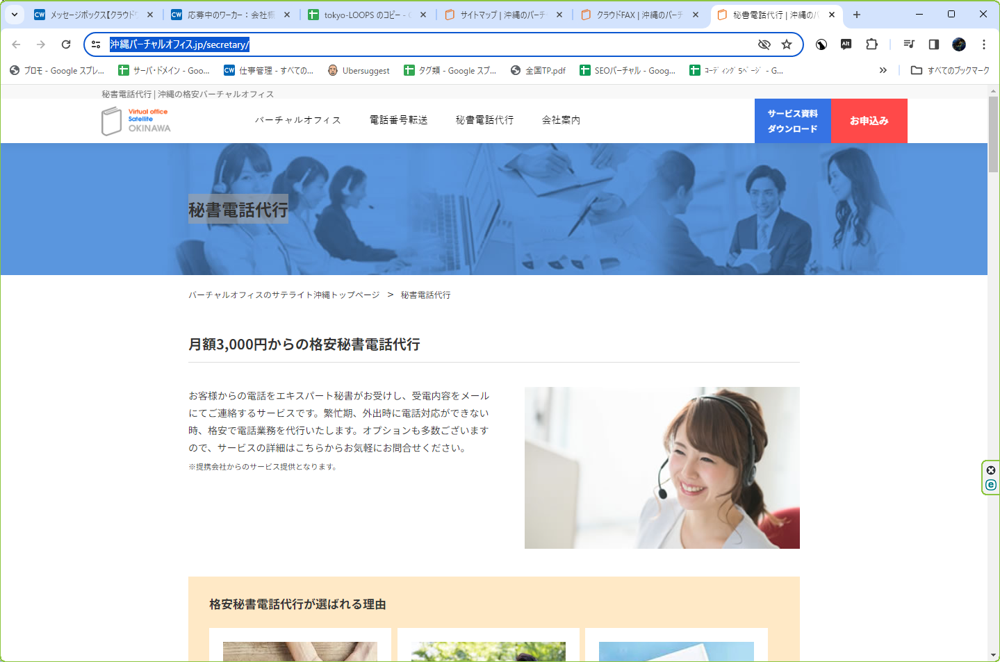 メッセージボックス【クラウドワ
応募中のワーカー：会社概
tokyo-LOOPS のコピー - G
サイトマップ | 沖縄のバーチ
クラウドFAX | 沖縄のバーチ
秘書電話代行 | 沖縄のバ
沖縄バーチャルオフィス.jp/secretary/
プロモ - Google スプレ...
サーバ・ドメイン - Goo...
仕事管理 - すべての...
Ubersuggest
タグ類 - Google スプ...
全国TP.pdf
SEOバーチャル - Goog...
ｺｰﾃﾞｨﾝｸﾞ 5ﾍﾟｰｼﾞ - G...
すべてのブックマーク
秘書電話代行 | 沖縄の格安バーチャルオフィス
Virtual office
Satellite
OKINAWA
バーチャルオフィス
電話番号転送
秘書電話代行
会社案内
サービス資料
ダウンロード
お申込み
秘書電話代行
バーチャルオフィスのサテライト沖縄トップページ > 秘書電話代行
月額3,000円からの格安秘書電話代行
お客様からの電話をエキスパート秘書がお受けし、受電内容をメール
にてご連絡するサービスです。繁忙期、外出時に電話対応ができない
時、格安で電話業務を代行いたします。オプションも多数ございます
ので、サービスの詳細はこちらからお気軽にお問合せください。
※提携会社からのサービス提供となります。
格安秘書電話代行が選ばれる理由